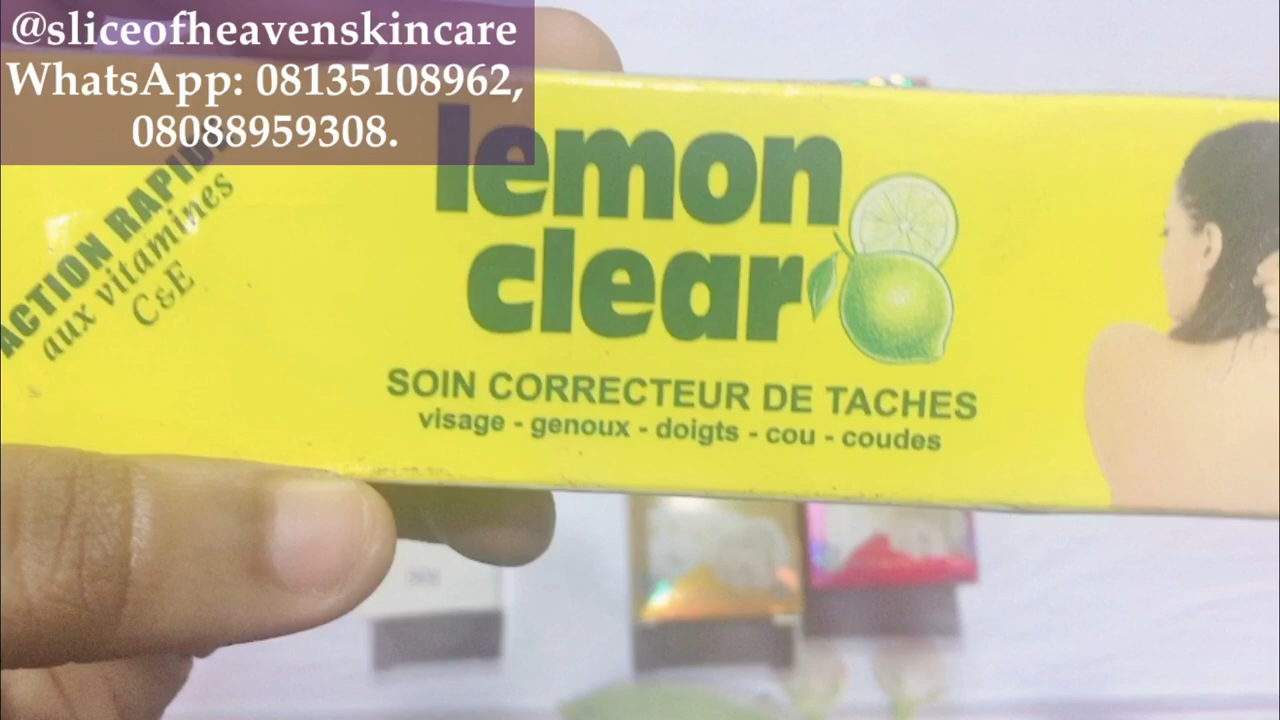 @sliceofheavenskincare
WhatsApp: 08135108962,
08088959308.
ACTION RAPIDE
aux vitamines
C&E
lemon
clear
SOIN CORRECTEUR DE TACHES
visage - genoux - doigts - cou - coudes